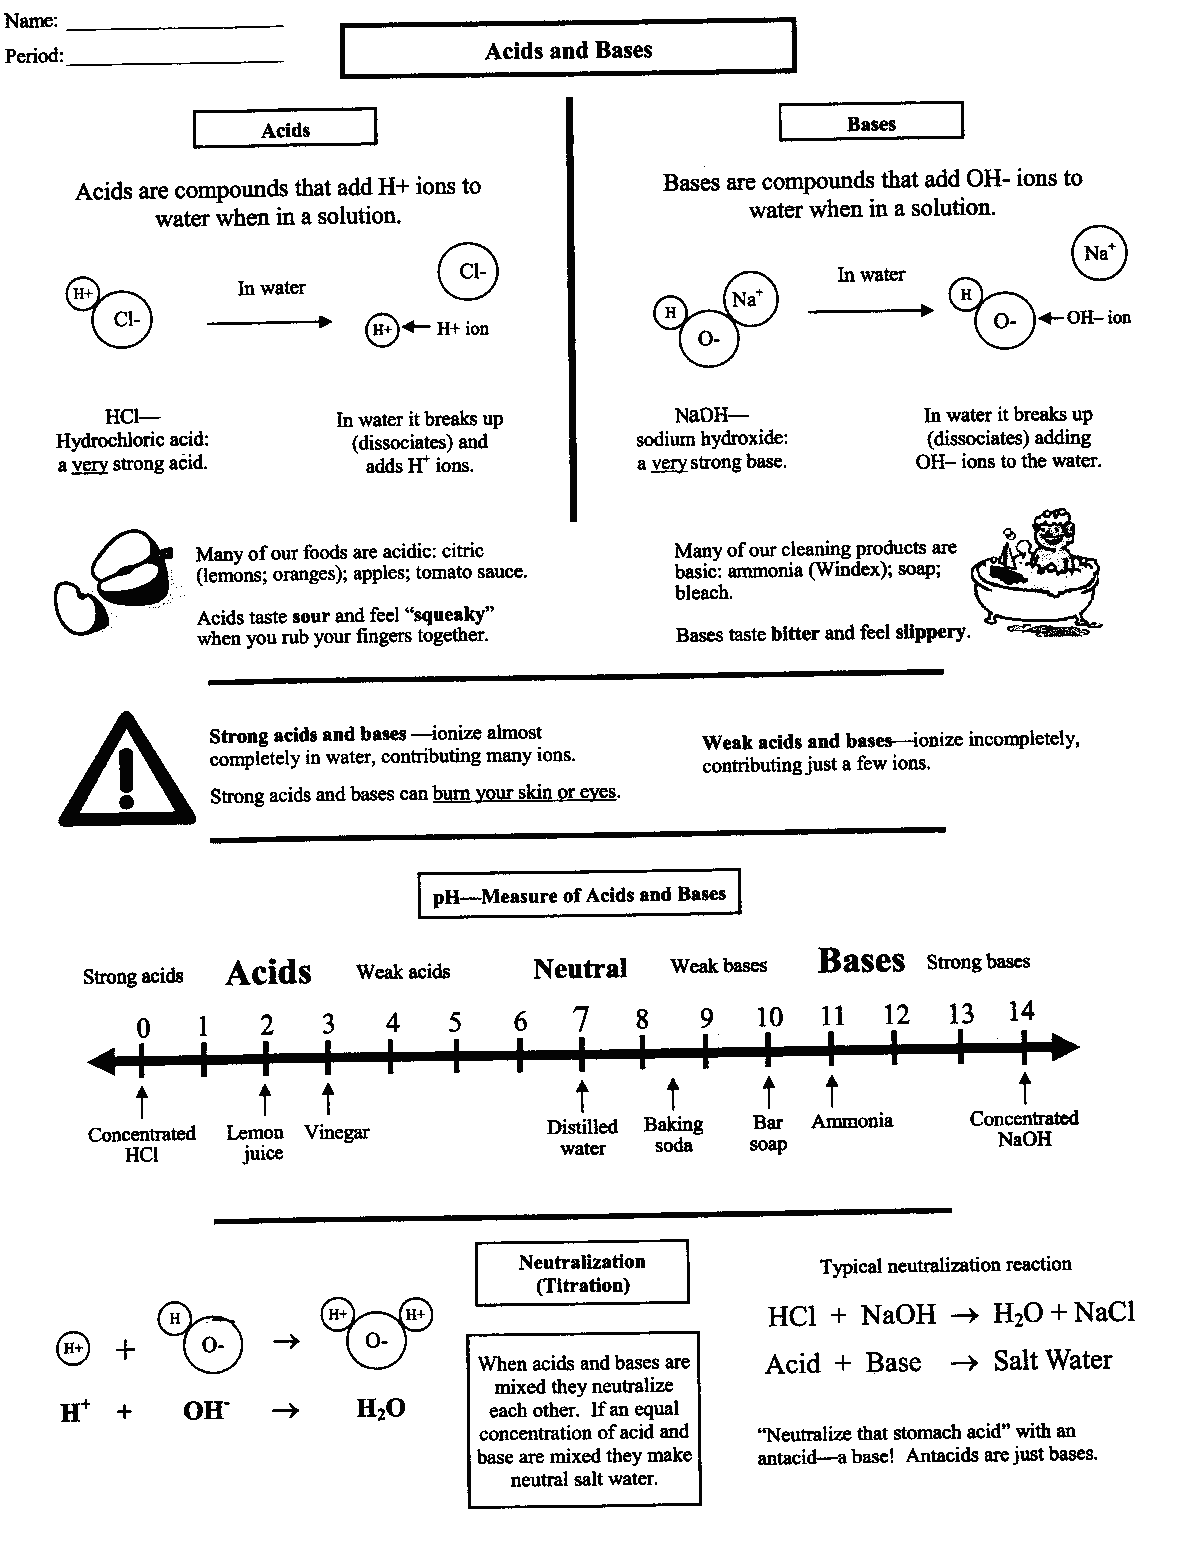 Name: ____________________
Period: ____________________
Acids and Bases
Acids
Acids are compounds that add H+ ions to
water when in a solution.
H+
Cl-
In water
Cl-
H+
H+ ion
HCl—
Hydrochloric acid:
a very strong acid.
In water it breaks up
(dissociates) and
adds H⁺ ions.
Bases
Bases are compounds that add OH- ions to
water when in a solution.
H
O-
Na⁺
In water
Na⁺
H
O-
OH– ion
NaOH—
sodium hydroxide:
a very strong base.
In water it breaks up
(dissociates) adding
OH– ions to the water.
Many of our foods are acidic: citric
(lemons; oranges); apples; tomato sauce.
Acids taste sour and feel “squeaky”
when you rub your fingers together.
Many of our cleaning products are
basic: ammonia (Windex); soap;
bleach.
Bases taste bitter and feel slippery.
Strong acids and bases —ionize almost
completely in water, contributing many ions.
Strong acids and bases can burn your skin or eyes.
Weak acids and bases—ionize incompletely,
contributing just a few ions.
pH—Measure of Acids and Bases
Strong acids Acids Weak acids Neutral Weak bases Bases Strong bases
0 1 2 3 4 5 6 7 8 9 10 11 12 13 14
Concentrated
HCl
Lemon
juice
Vinegar
Distilled
water
Baking
soda
Bar
soap
Ammonia
Concentrated
NaOH
H+ + H O- → H+ O- H+
H⁺ + OH⁻ → H₂O
Neutralization
(Titration)
When acids and bases are
mixed they neutralize
each other. If an equal
concentration of acid and
base are mixed they make
neutral salt water.
Typical neutralization reaction
HCl + NaOH → H₂O + NaCl
Acid + Base → Salt Water
“Neutralize that stomach acid” with an
antacid—a base! Antacids are just bases.